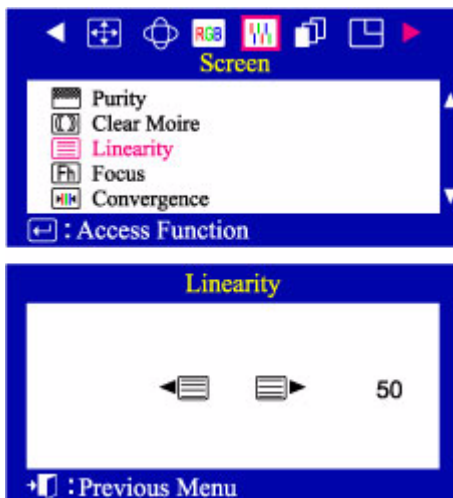 RGB
Screen
Purity
Clear Moire
Linearity
Fh Focus
Convergence
: Access Function
Linearity
50
: Previous Menu